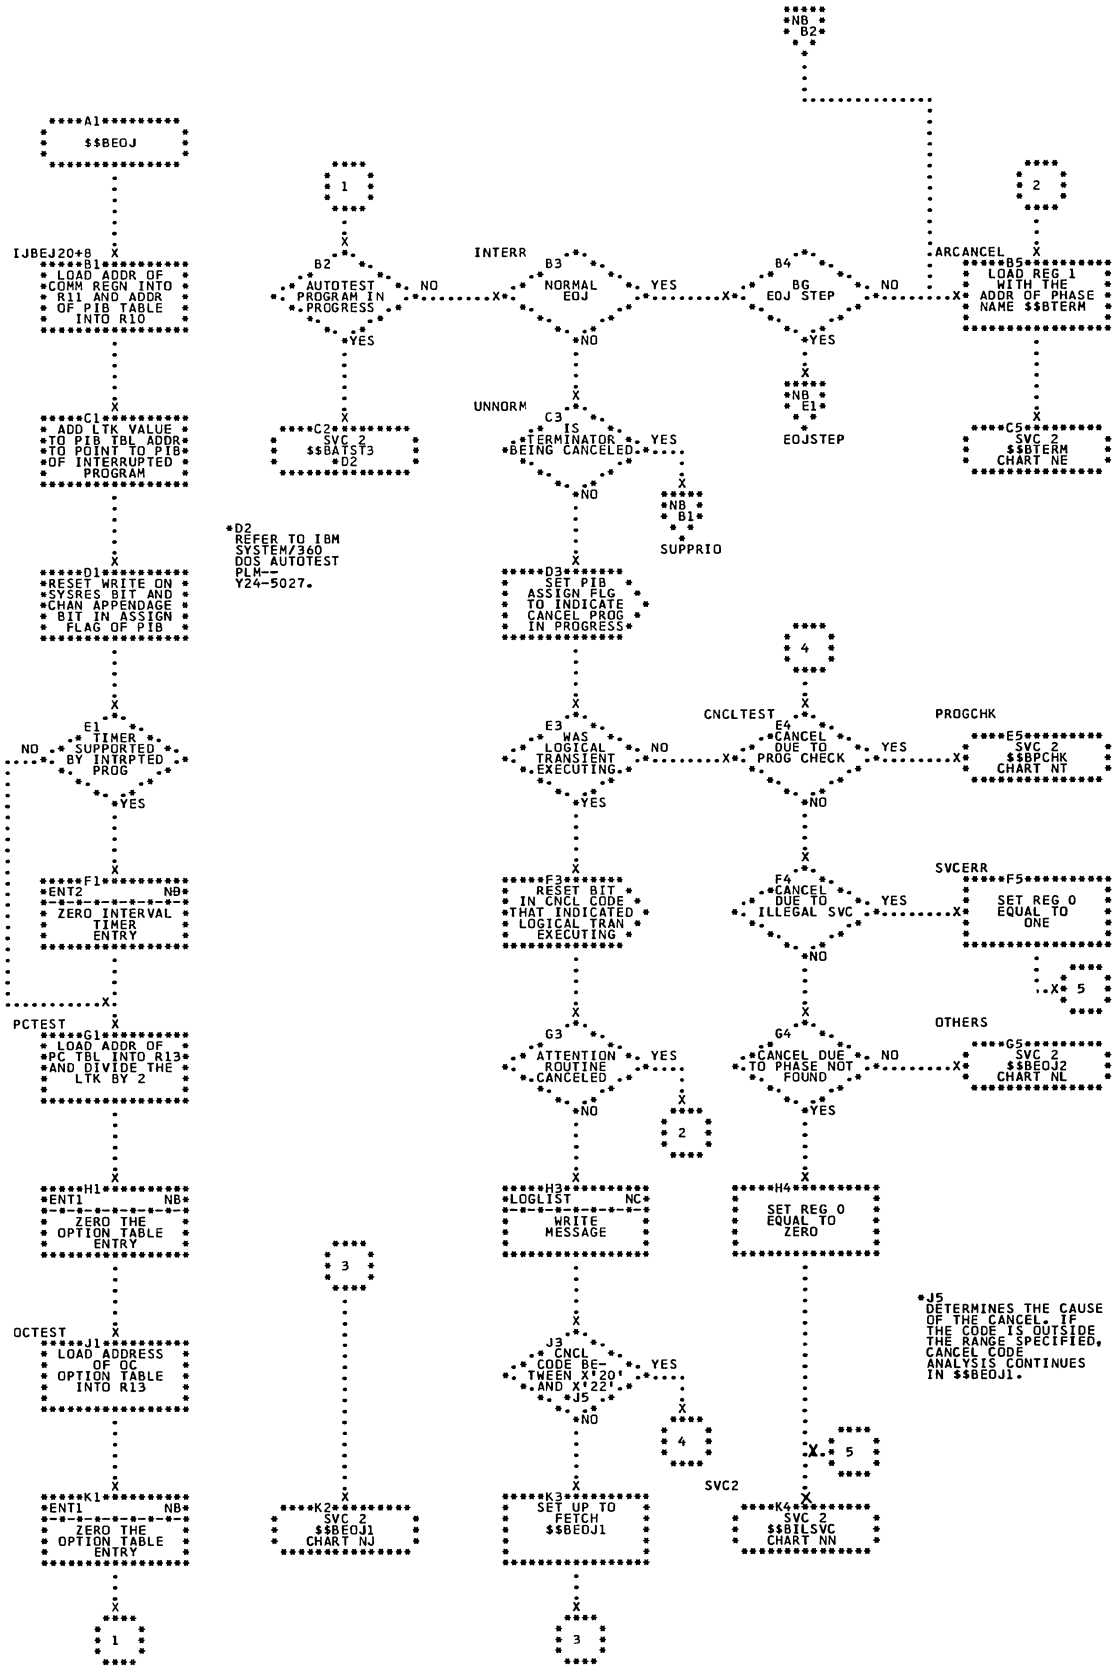 NB
B2
A1
$$BEOJ
1
2
IJBEJ20+8
B1
LOAD ADDR OF
COMM REGN INTO
R11 AND ADDR
OF PIB TABLE
INTO R10
B2
AUTOTEST
PROGRAM IN
PROGRESS
NO
YES
INTERR
B3
NORMAL
EOJ
YES
NO
B4
BG
EOJ STEP
NO
YES
ARCANCEL
B5
LOAD REG 1
WITH THE
ADDR OF PHASE
NAME $$BTERM
NB
E1
EOJSTEP
C1
ADD LTK VALUE
TO PIB TBL ADDR
TO POINT TO PIB
OF INTERRUPTED
PROGRAM
C2
SVC 2
$$BATST3
*D2
UNNORM
C3
IS
TERMINATOR
BEING CANCELED
YES
NO
NB
B1
SUPPRIO
C5
SVC 2
$$BTERM
CHART NE
*D2
REFER TO IBM
SYSTEM/360
DOS AUTOTEST
PLM--
Y24-5027.
D1
RESET WRITE ON
SYSRES BIT AND
CHAN APPENDAGE
BIT IN ASSIGN
FLAG OF PIB
D3
SET PIB
ASSIGN FLG
TO INDICATE
CANCEL PROG
IN PROGRESS
4
E1
TIMER
SUPPORTED
BY INTRPTED
PROG
NO
YES
E3
WAS
LOGICAL
TRANSIENT
EXECUTING
NO
YES
CNCLTEST
E4
CANCEL
DUE TO
PROG CHECK
YES
NO
PROGCHK
E5
SVC 2
$$BPCHK
CHART NT
F1
ENT2 NB
ZERO INTERVAL
TIMER
ENTRY
F3
RESET BIT
IN CNCL CODE
THAT INDICATED
LOGICAL TRAN
EXECUTING
F4
CANCEL
DUE TO
ILLEGAL SVC
YES
NO
SVCERR
F5
SET REG 0
EQUAL TO
ONE
5
PCTEST
G1
LOAD ADDR OF
PC TBL INTO R13
AND DIVIDE THE
LTK BY 2
G3
ATTENTION
ROUTINE
CANCELED
YES
NO
2
G4
CANCEL DUE
TO PHASE NOT
FOUND
NO
YES
OTHERS
G5
SVC 2
$$BEOJ2
CHART NL
H1
ENT1 NB
ZERO THE
OPTION TABLE
ENTRY
H3
LOGLIST NC
WRITE
MESSAGE
H4
SET REG 0
EQUAL TO
ZERO
3
OCTEST
J1
LOAD ADDRESS
OF OC
OPTION TABLE
INTO R13
J3
CNCL
CODE BE-
TWEEN X'20'
AND X'22'
J5
YES
NO
4
*J5
DETERMINES THE CAUSE
OF THE CANCEL. IF
THE CODE IS OUTSIDE
THE RANGE SPECIFIED,
CANCEL CODE
ANALYSIS CONTINUES
IN $$BEOJ1.
5
K1
ENT1 NB
ZERO THE
OPTION TABLE
ENTRY
K2
SVC 2
$$BEOJ1
CHART NJ
K3
SET UP TO
FETCH
$$BEOJ1
SVC2
K4
SVC 2
$$BILSVC
CHART NN
1
3